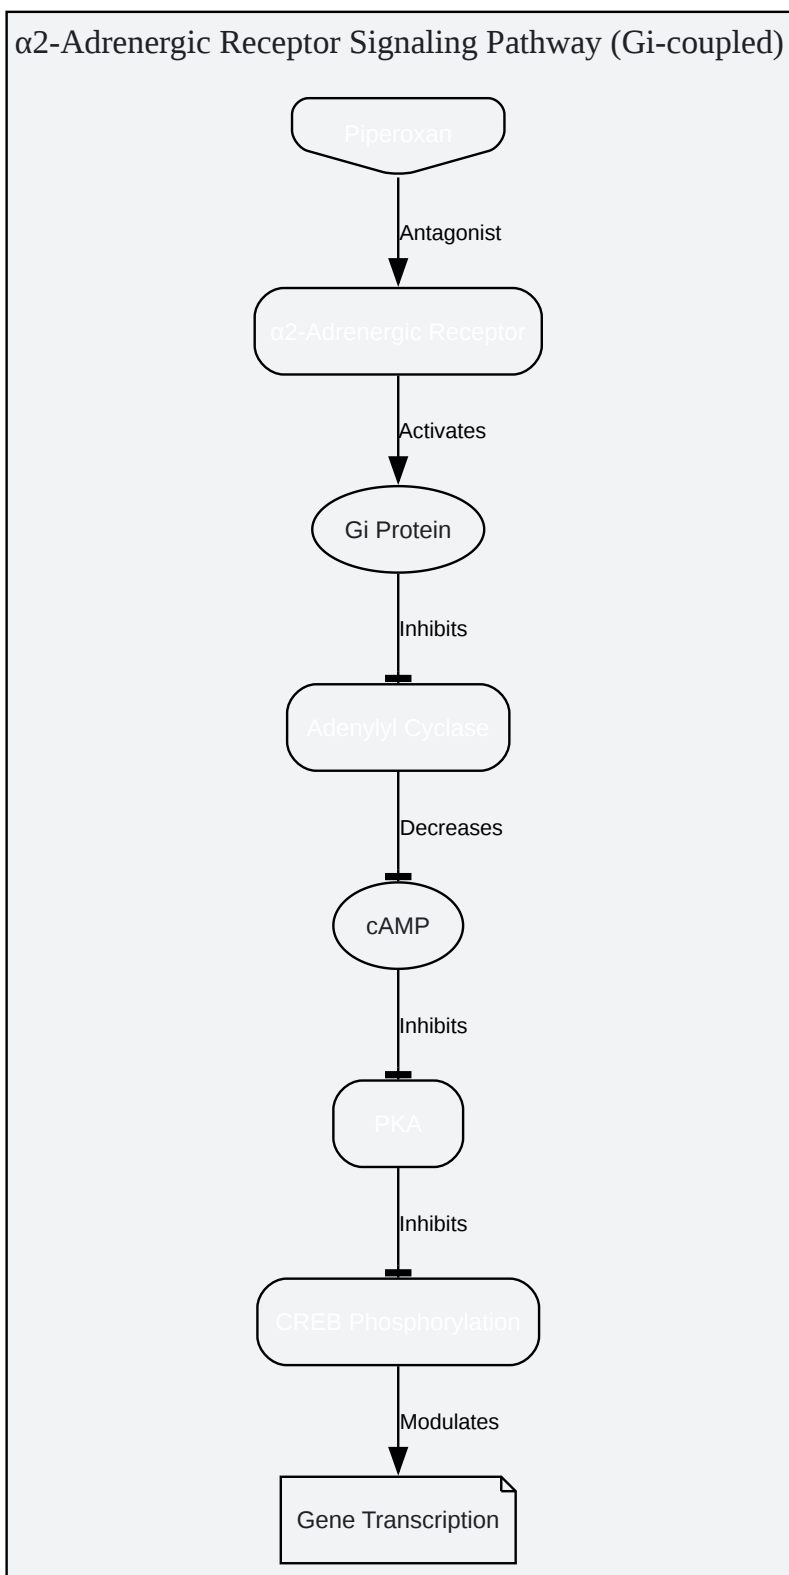 α2-Adrenergic Receptor Signaling Pathway (Gi-coupled)
Piperoxan
Antagonist
α2-Adrenergic Receptor
Activates
Gi Protein
Inhibits
Adenylyl Cyclase
Decreases
cAMP
Inhibits
PKA
Inhibits
CREB Phosphorylation
Modulates
Gene Transcription